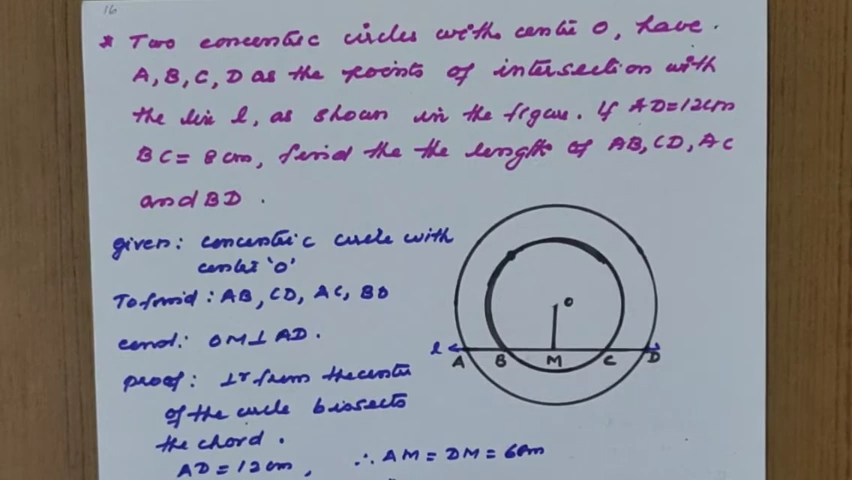 16
* Two concentric circles with centre O, have
A, B, C, D as the points of intersection with
the line l, as shown in the figure. If AD=12cm
BC = 8cm, find the the length of AB, CD, AC
and BD.
given: concentric circle with
centre 'O'
To find: AB, CD, AC, BD
const: OM⊥AD.
proof: ⊥r from the centre
of the circle bissects
the chord.
AD = 12cm, ∴ AM = DM = 6cm
O
l A B M C D